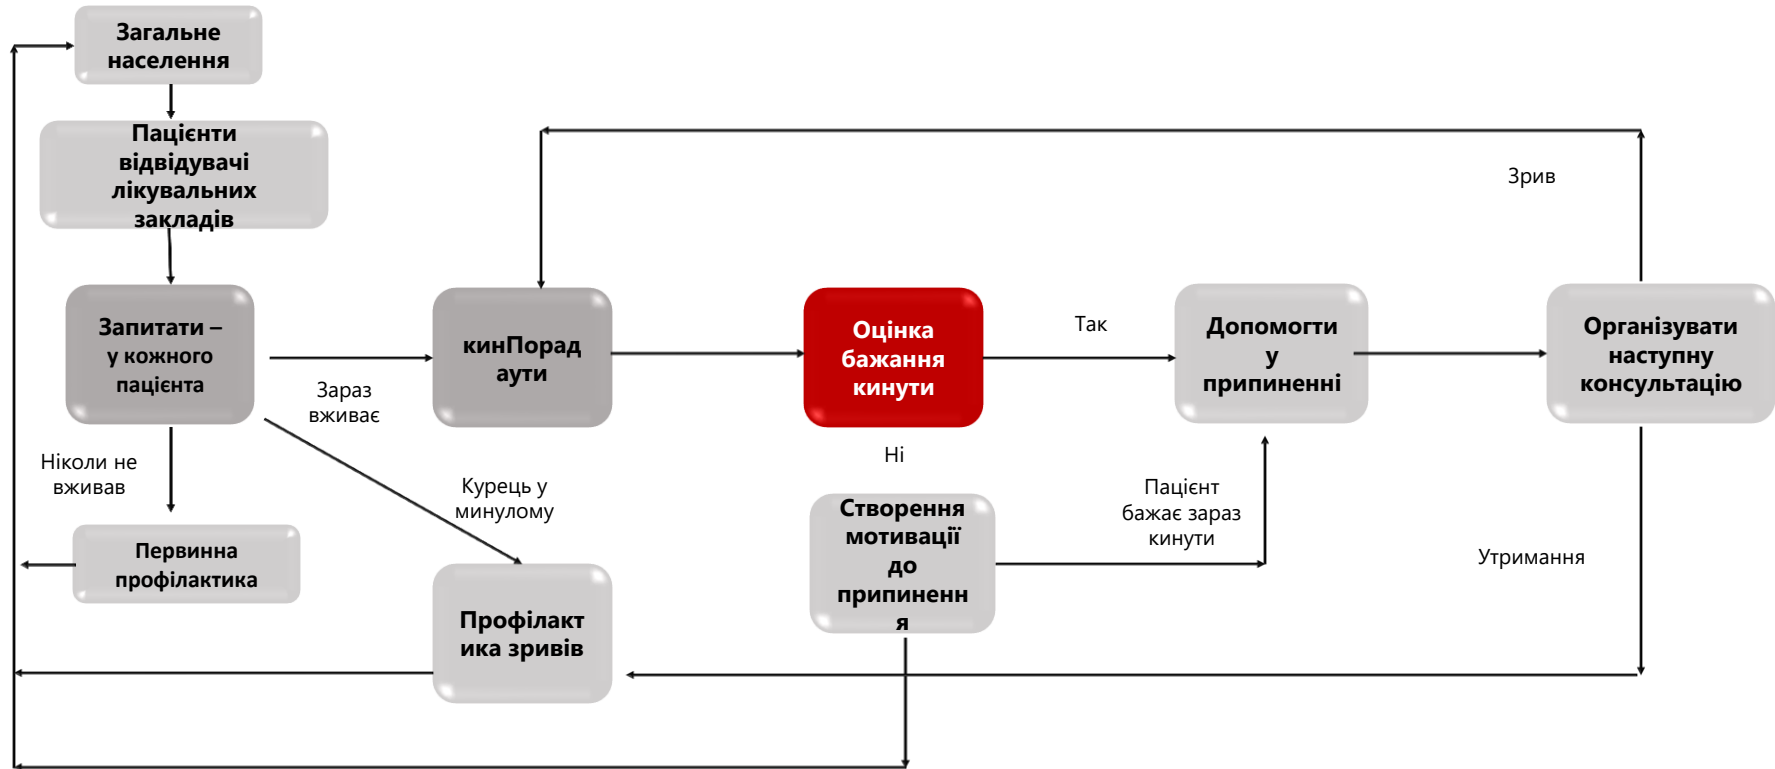 Загальне
населення
Пацієнти
відвідувачі
лікувальних
закладів
Зрив
Запитати –
у кожного
пацієнта
Зараз
вживає
кинПорад
аути
Оцінка
бажання
кинути
Так
Допомогти
у
припиненні
Організувати
наступну
консультацію
Ніколи не
вживав
Курець у
минулому
Ні
Створення
мотивації
до
припиненн
я
Пацієнт
бажає зараз
кинути
Утримання
Первинна
профілактика
Профілакт
ика зривів